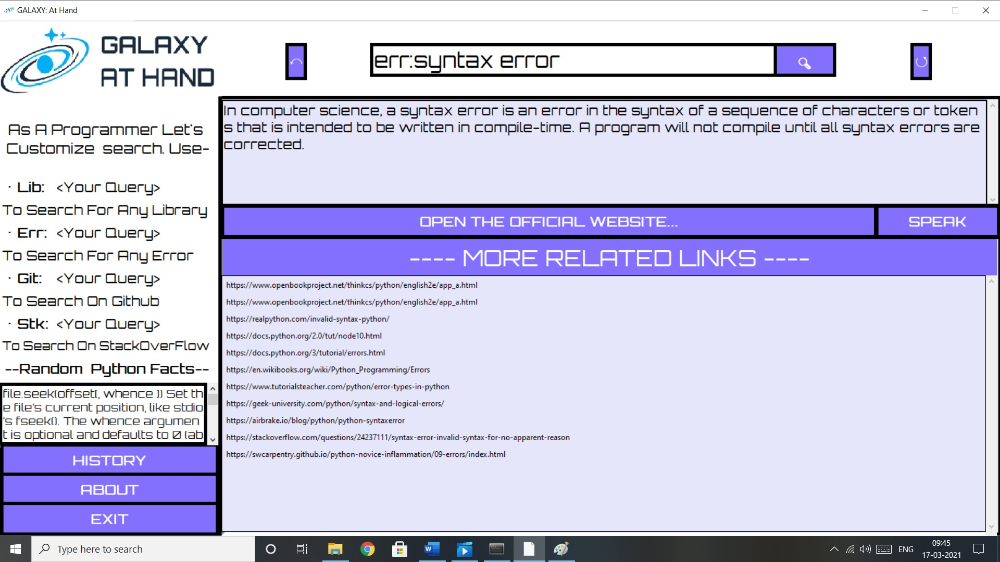 GALAXY: At Hand
GALAXY
AT HAND
err:syntax error
As A Programmer Let's
Customize search. Use-
· Lib: <Your Query>
To Search For Any Library
· Err: <Your Query>
To Search For Any Error
· Git: <Your Query>
To Search On Github
· Stk: <Your Query>
To Search On StackOverFlow
--Random Python Facts--
file.seek(offset[, whence ]) Set th
e file's current position, like stdio
's fseek(). The whence argumen
t is optional and defaults to 0 (ab
HISTORY
ABOUT
EXIT
In computer science, a syntax error is an error in the syntax of a sequence of characters or token
s that is intended to be written in compile-time. A program will not compile until all syntax errors are
corrected.
OPEN THE OFFICIAL WEBSITE...
SPEAK
---- MORE RELATED LINKS ----
https://www.openbookproject.net/thinkcs/python/english2e/app_a.html
https://www.openbookproject.net/thinkcs/python/english2e/app_a.html
https://realpython.com/invalid-syntax-python/
https://docs.python.org/2.0/tut/node10.html
https://docs.python.org/3/tutorial/errors.html
https://en.wikibooks.org/wiki/Python_Programming/Errors
https://www.tutorialsteacher.com/python/error-types-in-python
https://geek-university.com/python/syntax-and-logical-errors/
https://airbrake.io/blog/python/python-syntaxerror
https://stackoverflow.com/questions/24237111/syntax-error-invalid-syntax-for-no-apparent-reason
https://swcarpentry.github.io/python-novice-inflammation/09-errors/index.html
Type here to search
ENG
09:45
17-03-2021